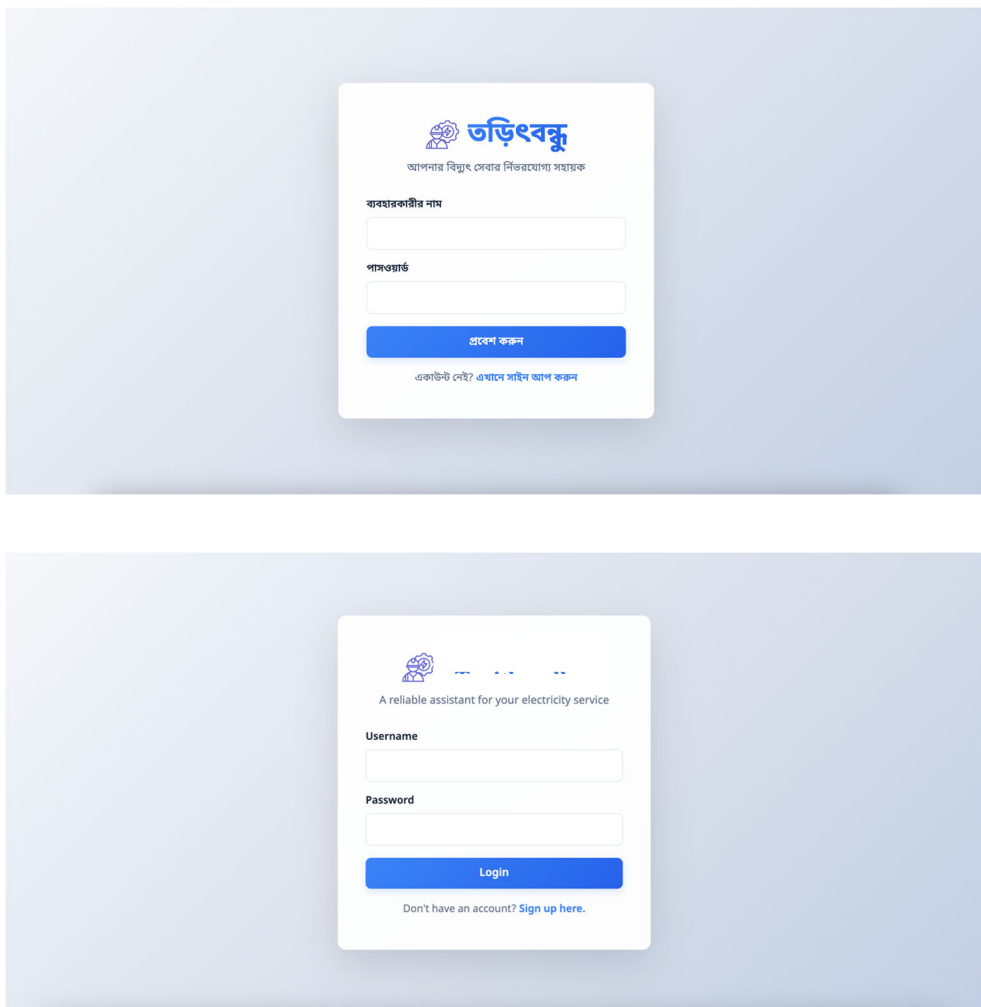 তড়িৎবন্ধু
আপনার বিদ্যুৎ সেবার নির্ভরযোগ্য সহায়ক
ব্যবহারকারীর নাম
পাসওয়ার্ড
প্রবেশ করুন
একাউন্ট নেই? এখানে সাইন আপ করুন
A reliable assistant for your electricity service
Username
Password
Login
Don't have an account? Sign up here.